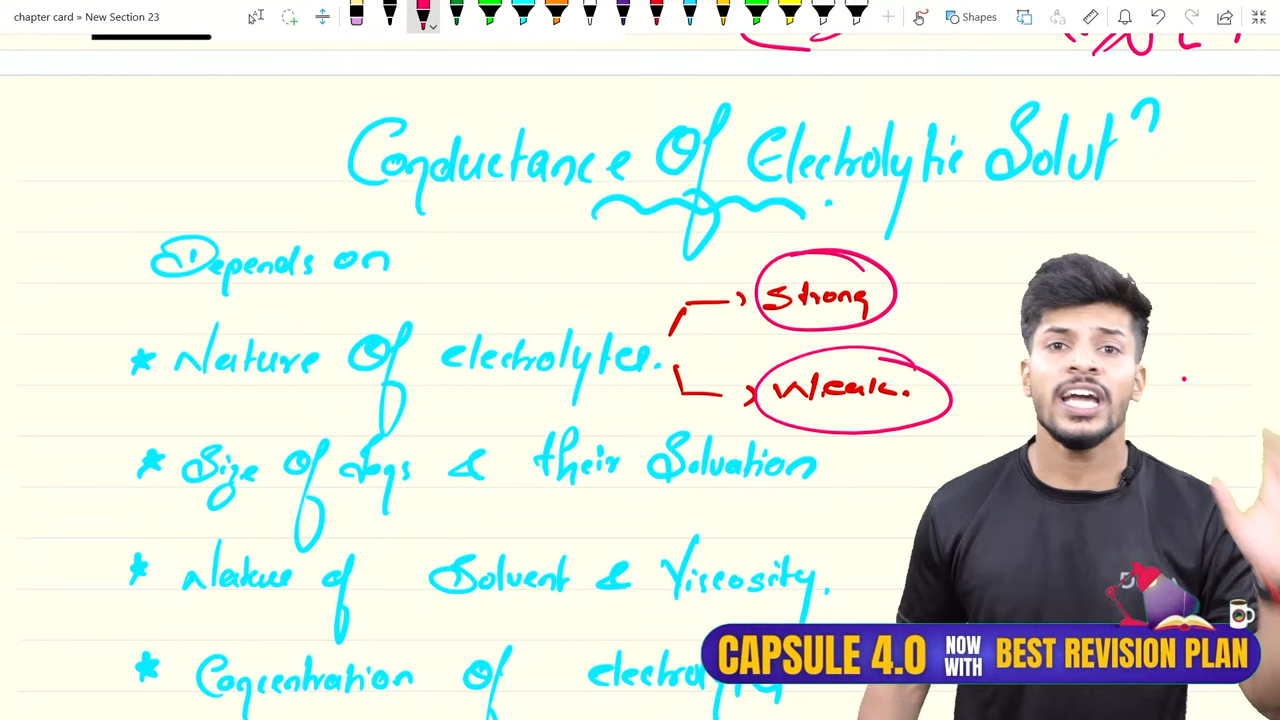 chapter card » New Section 23
Shapes
Conductance Of Electrolytic Solutⁿ
Depends on
* Nature Of electrolytes.
Strong
Weak.
* Size Of Ions & their Solvation
* Nature of Solvent & Viscosity.
* Concentration Of electrolyte
CAPSULE 4.0 NOW WITH BEST REVISION PLAN